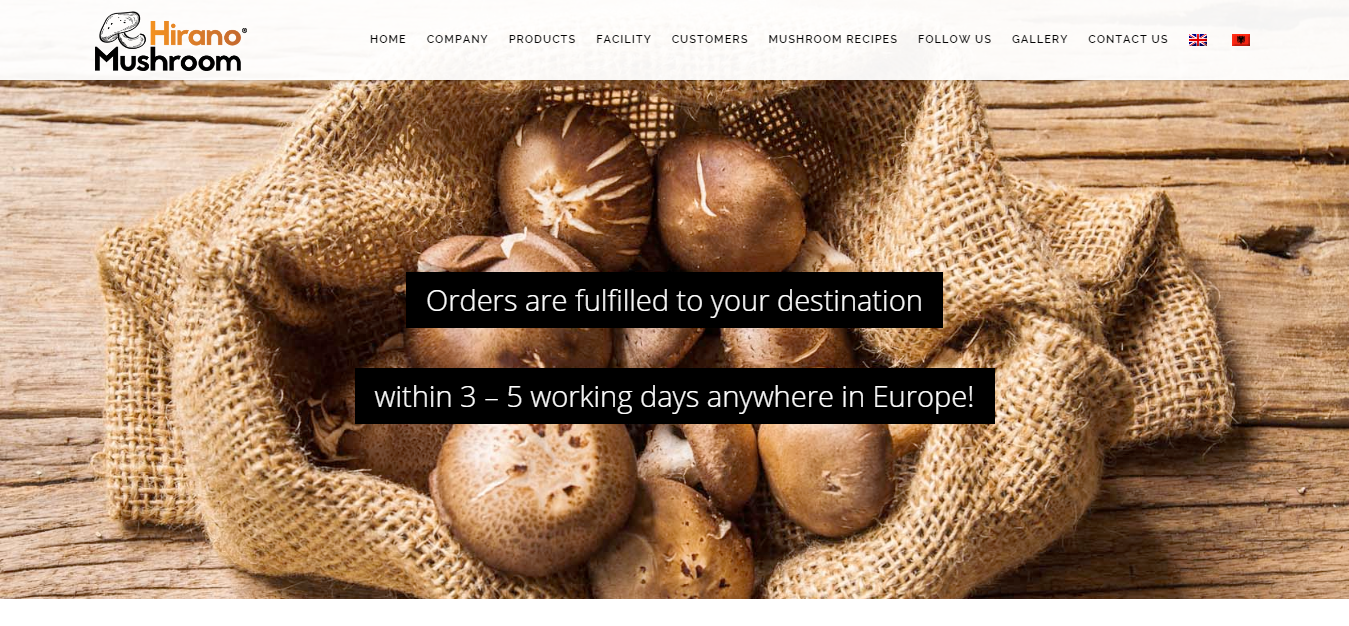 Hirano®
Mushroom
HOME COMPANY PRODUCTS FACILITY CUSTOMERS MUSHROOM RECIPES FOLLOW US GALLERY CONTACT US
Orders are fulfilled to your destination
within 3 – 5 working days anywhere in Europe!